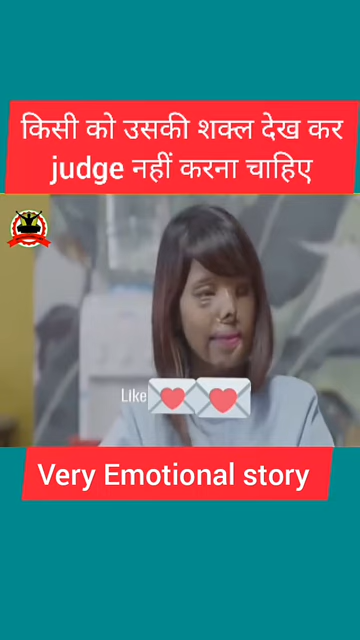 किसी को उसकी शक्ल देख कर
judge नहीं करना चाहिए
Like
Very Emotional story